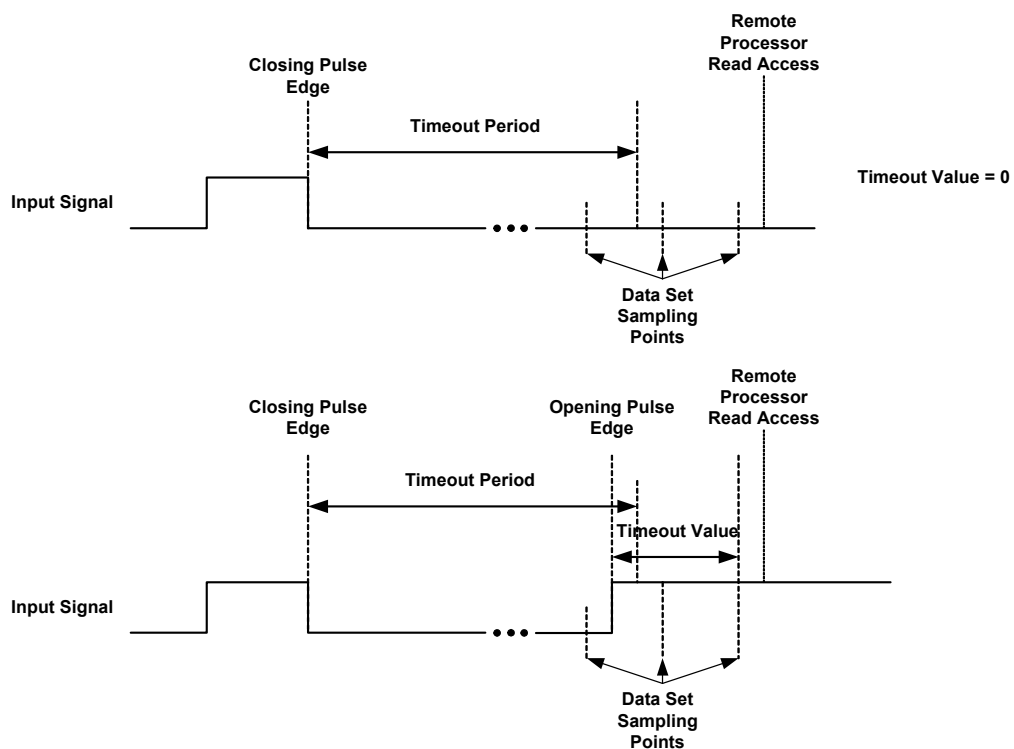 Remote
Processor
Read Access
Closing Pulse
Edge
Timeout Period
Timeout Value = 0
Input Signal
Data Set
Sampling
Points
Remote
Processor
Read Access
Closing Pulse
Edge
Opening Pulse
Edge
Timeout Period
Timeout Value
Input Signal
Data Set
Sampling
Points